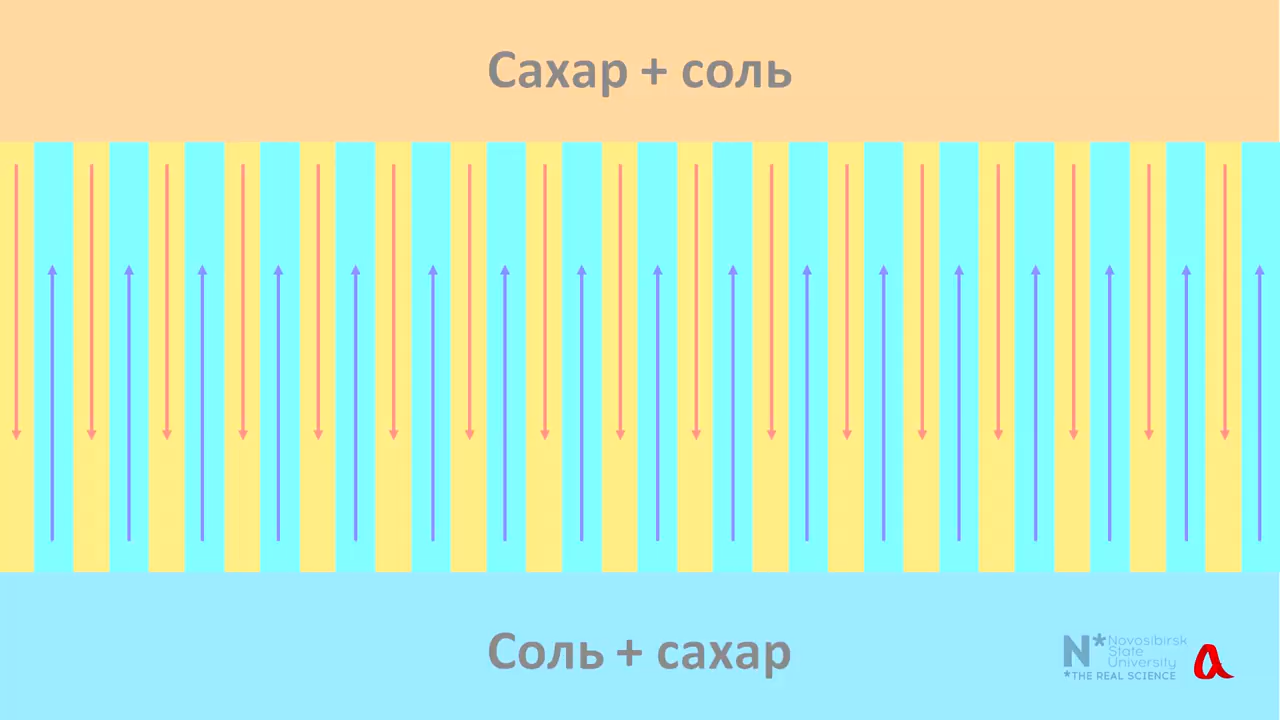 Сахар + соль
Соль + сахар
N*
Novosibirsk
State
University
*THE REAL SCIENCE
a